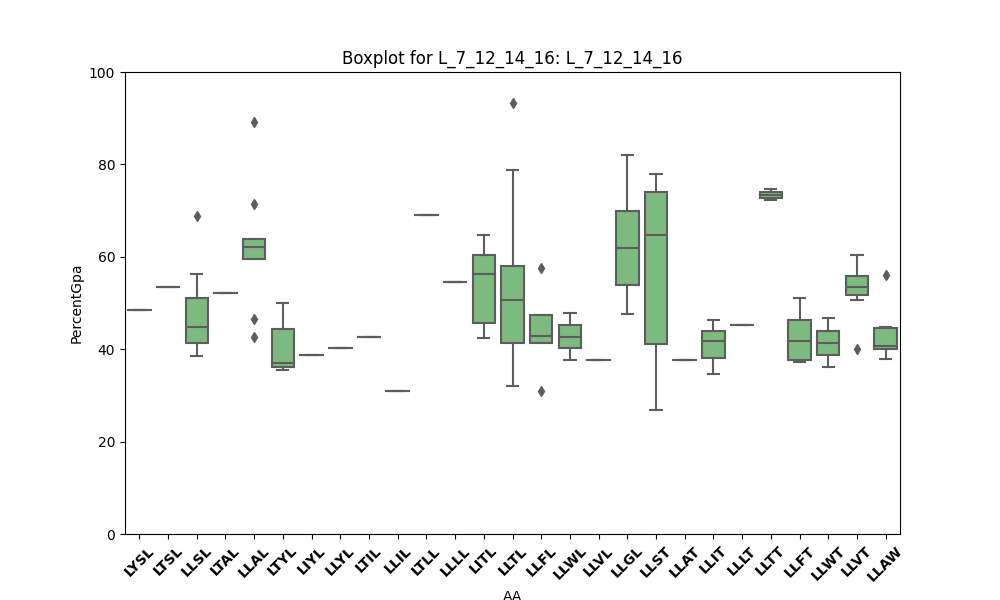 Boxplot for L_7_12_14_16: L_7_12_14_16
100
80
60
40
20
0
PercentGpa
LYSL LTSL LLSL LTAL LLAL LTYL LIYL LLYL LTIL LLIL LTLL LLLL LITL LLTL LLFL LLWL LLVL LLGL LLST LLAT LLIT LLLT LLTT LLFT LLWT LLVT LLAW
AA